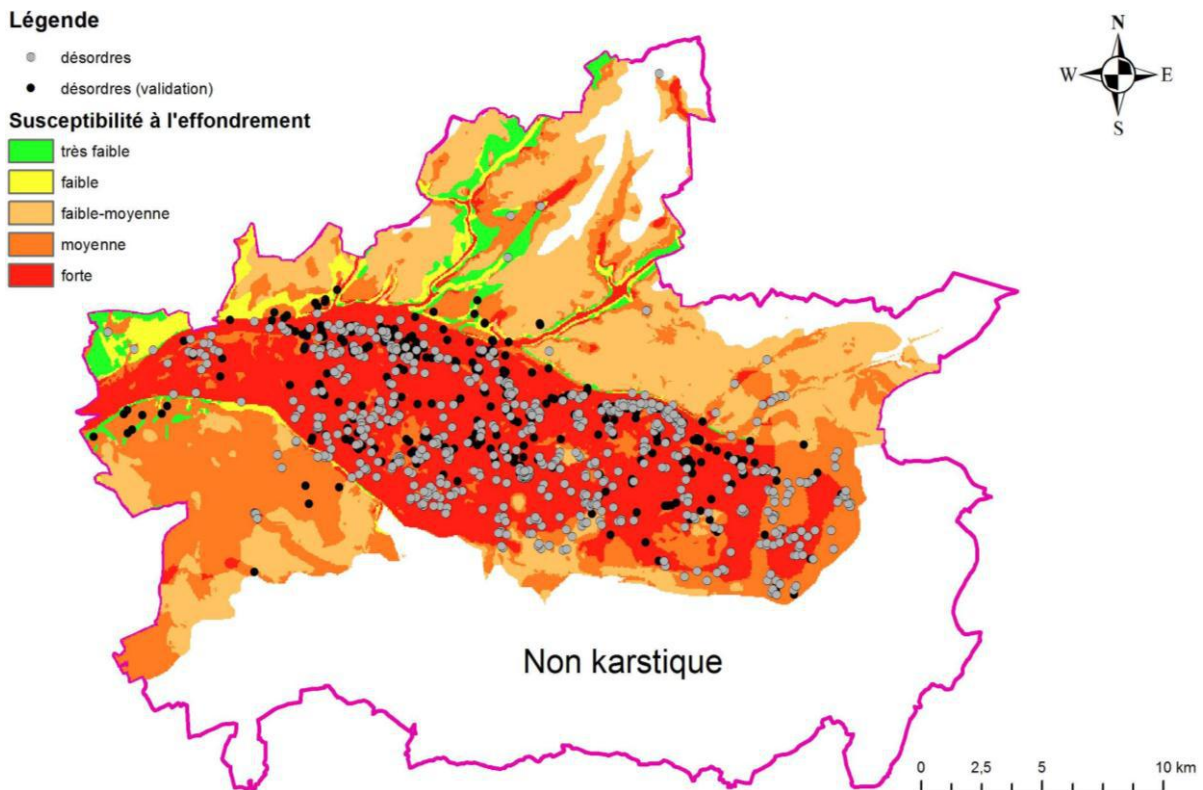 Légende
désordres
désordres (validation)
Susceptibilité à l'effondrement
très faible
faible
faible-moyenne
moyenne
forte
N
W E
S
Non karstique
0 2,5 5 10 km